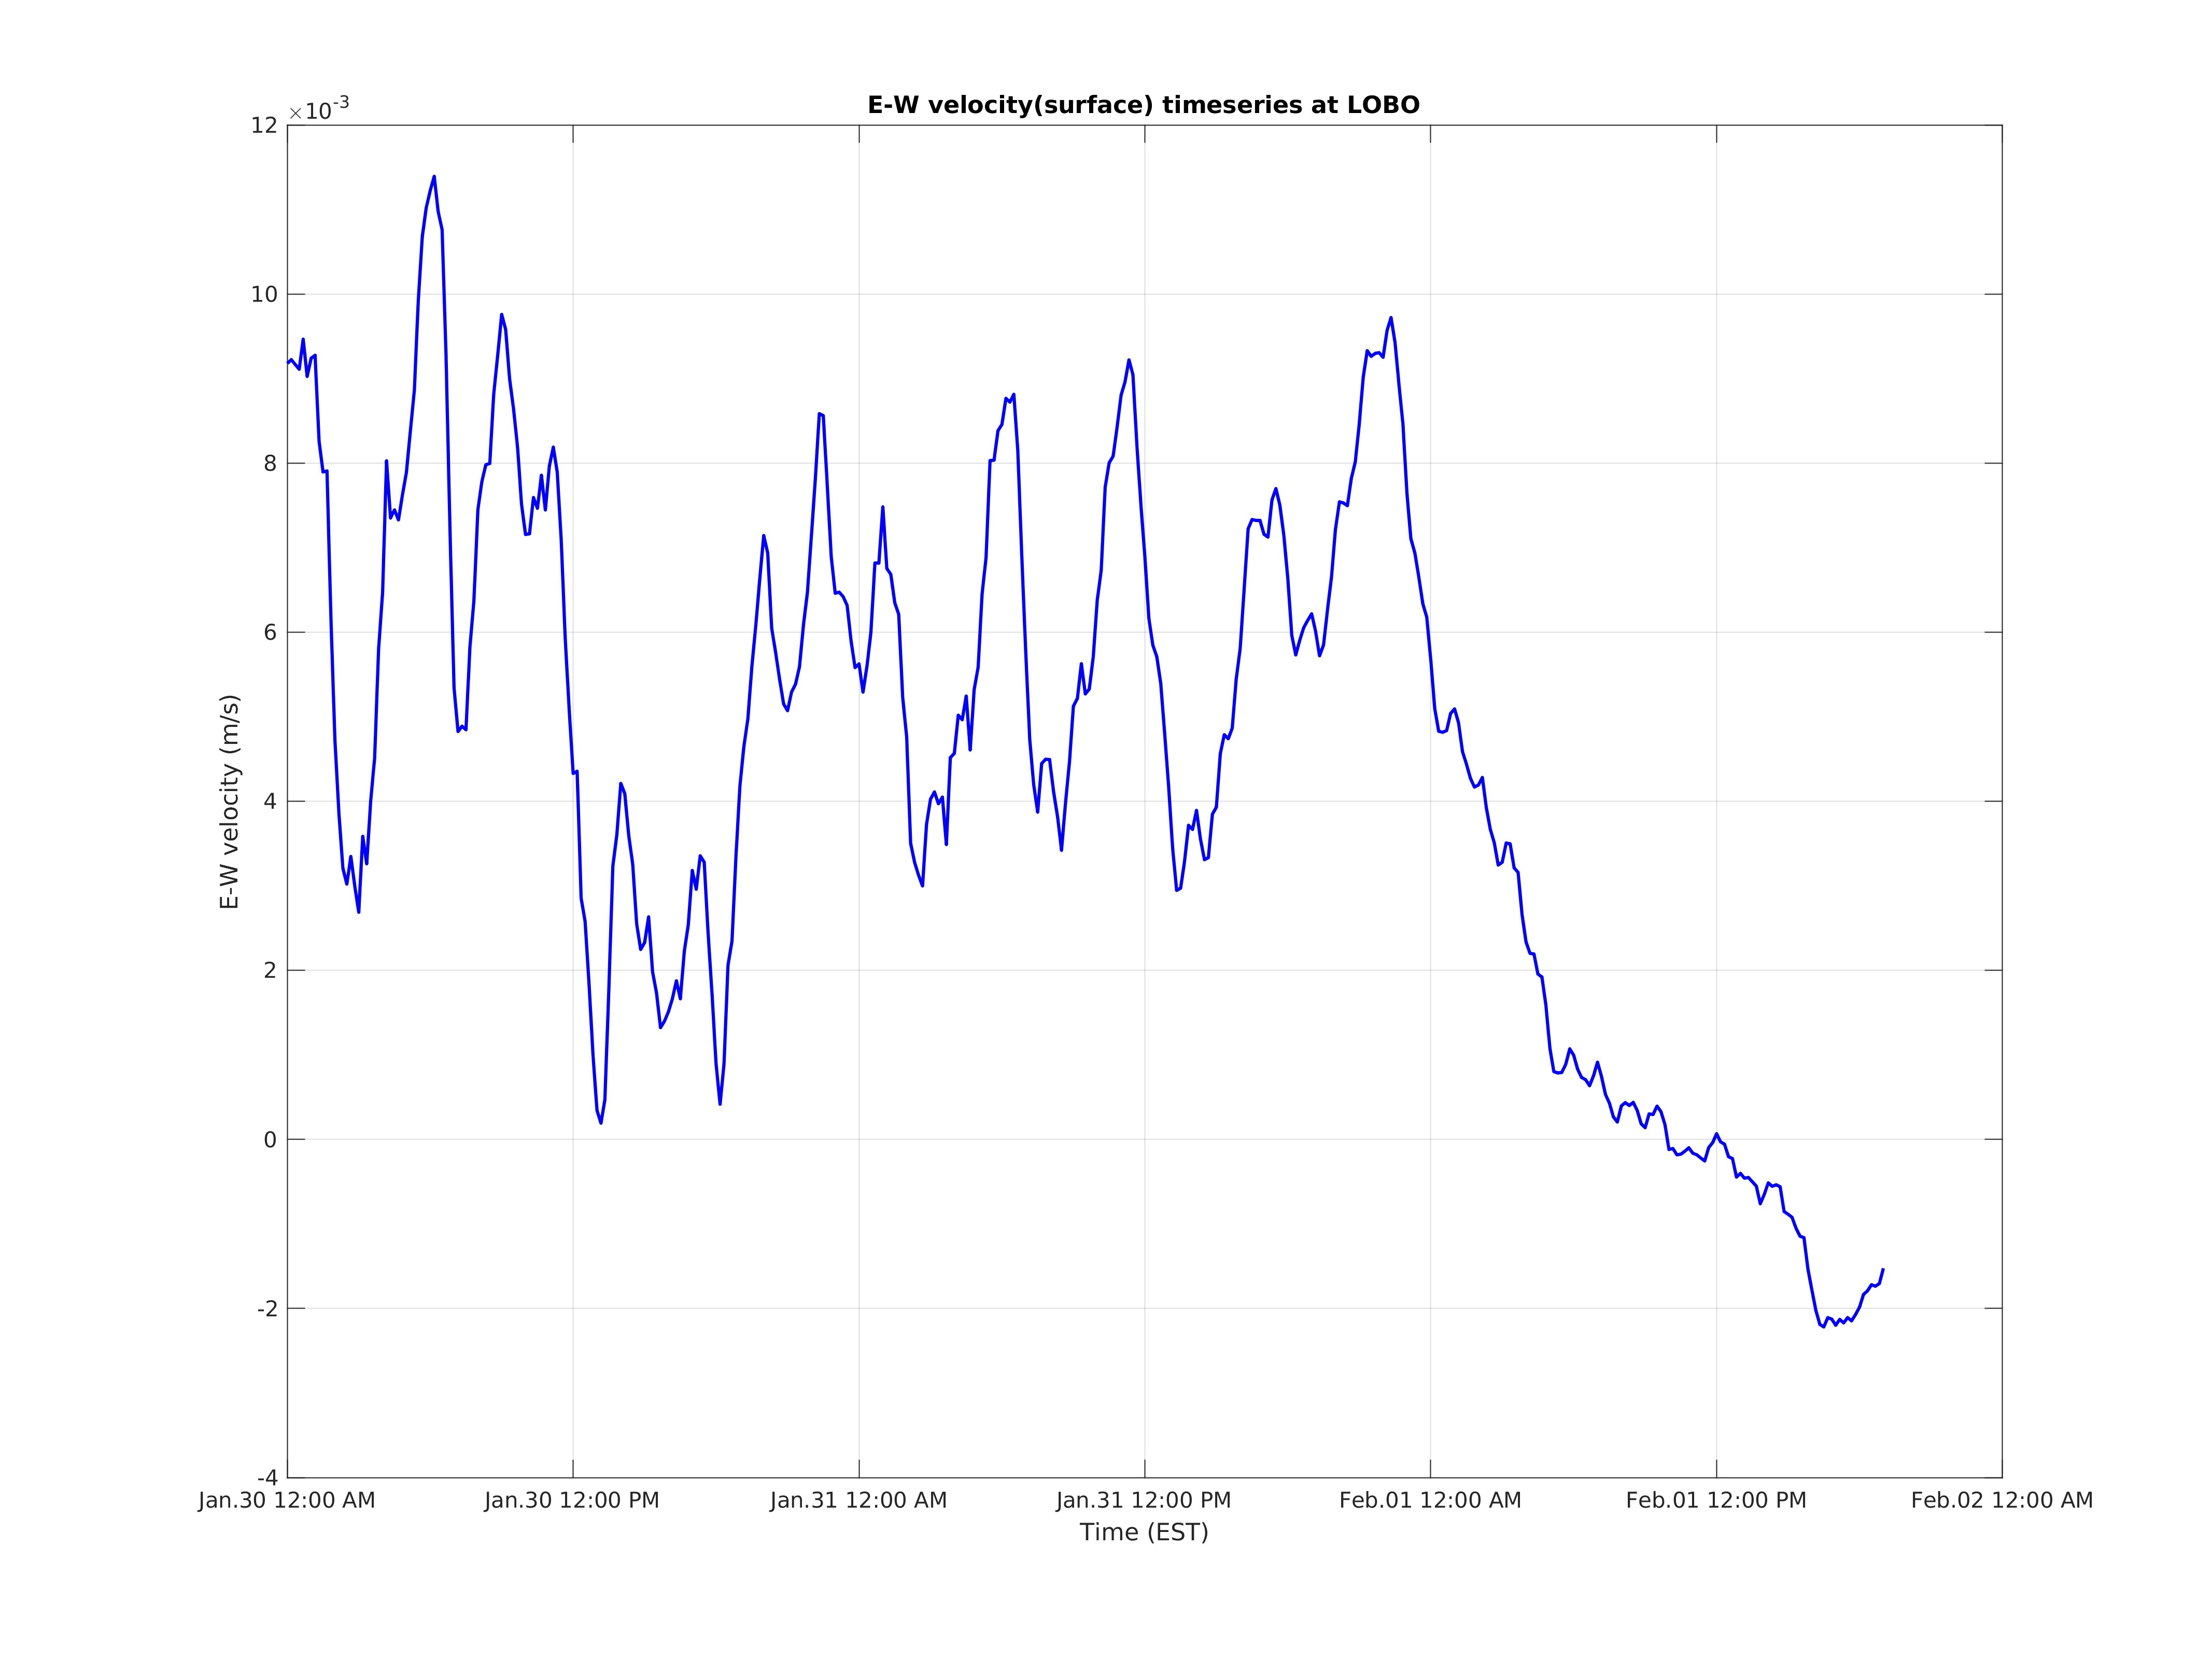 E-W velocity(surface) timeseries at LOBO
×10-3
12
10
8
6
4
2
0
-2
-4
E-W velocity (m/s)
Jan.30 12:00 AM Jan.30 12:00 PM Jan.31 12:00 AM Jan.31 12:00 PM Feb.01 12:00 AM Feb.01 12:00 PM Feb.02 12:00 AM
Time (EST)